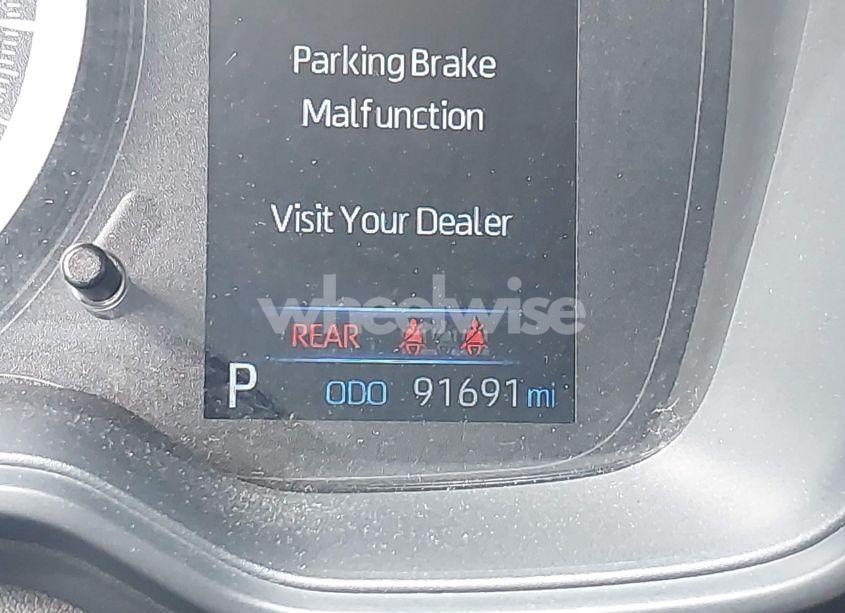 Parking Brake
Malfunction
Visit Your Dealer
wheelwise
REAR
P ODO 91691 mi